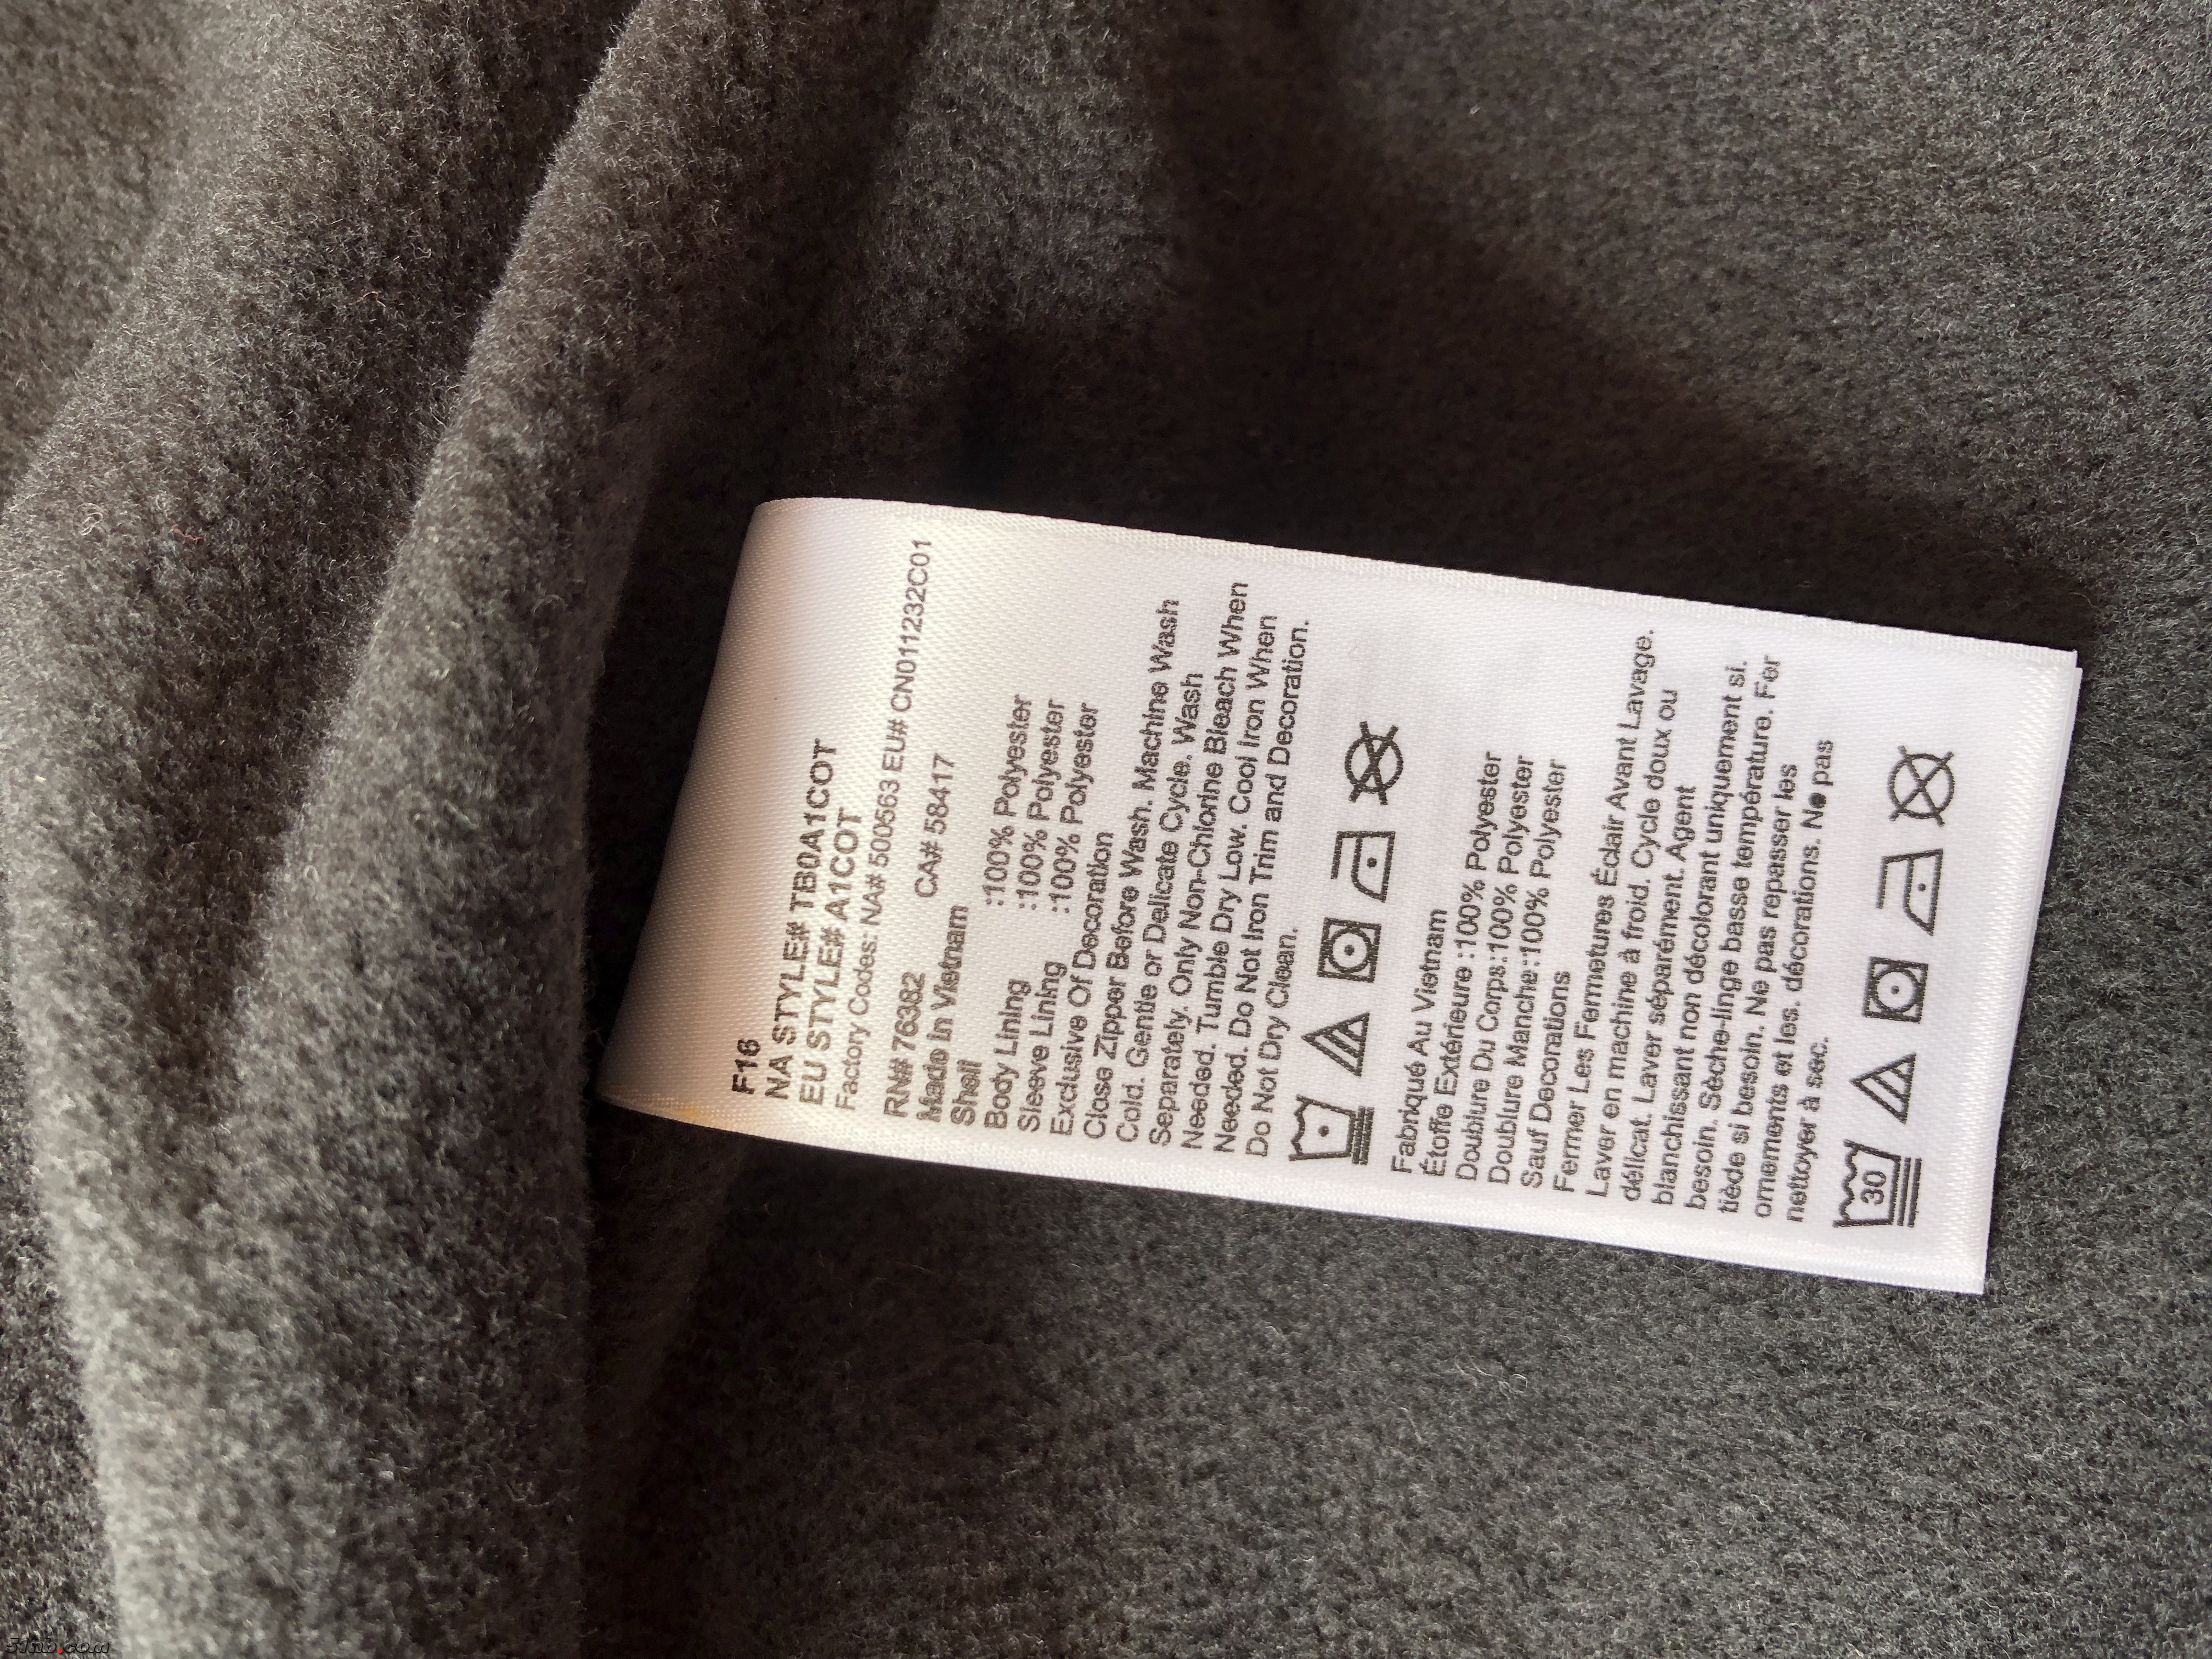 F16
NA STYLE# TB0A1COT
EU STYLE# A1COT
Factory Codes: NA# 500563 EU# CN011232C01
RN# 76382 CA# 58417
Made In Vietnam
Shell :100% Polyester
Body Lining :100% Polyester
Sleeve Lining :100% Polyester
Exclusive Of Decoration
Close Zipper Before Wash. Machine Wash
Cold. Gentle or Delicate Cycle. Wash
Separately. Only Non-Chlorine Bleach When
Needed. Tumble Dry Low. Cool Iron When
Needed. Do Not Iron Trim and Decoration.
Do Not Dry Clean.
Fabriqué Au Vietnam
Étoffe Extérieure :100% Polyester
Doublure Du Corps:100% Polyester
Doublure Manche:100% Polyester
Sauf Decorations
Fermer Les Fermetures Éclair Avant Lavage.
Laver en machine à froid. Cycle doux ou
délicat. Laver séparément. Agent
blanchissant non décolorant uniquement si.
besoin. Sèche-linge basse température. Fer
tiède si besoin. Ne pas repasser les
ornements et les. décorations. Ne pas
nettoyer à sec.
30
51nb.com